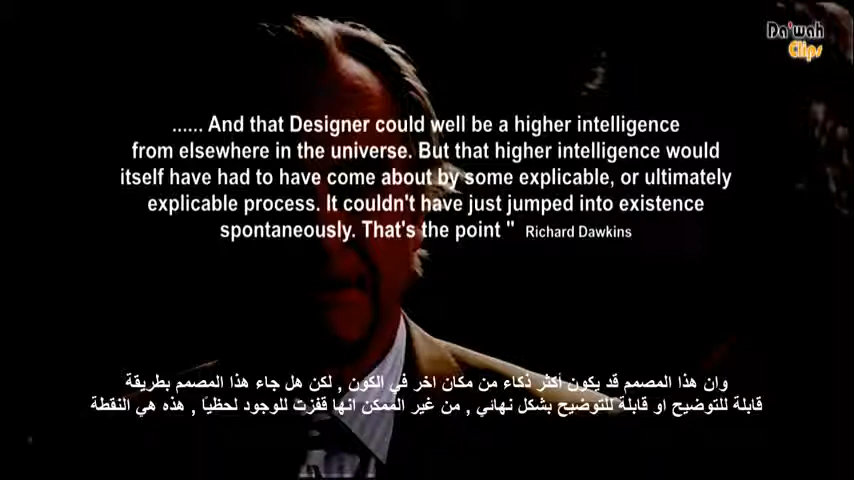 Da'wah
Clips
...... And that Designer could well be a higher intelligence
from elsewhere in the universe. But that higher intelligence would
itself have had to have come about by some explicable, or ultimately
explicable process. It couldn't have just jumped into existence
spontaneously. That's the point " Richard Dawkins
وان هذا المصمم قد يكون أكثر ذكاء من مكان اخر في الكون , لكن هل جاء هذا المصمم بطريقة
قابلة للتوضيح او قابلة للتوضيح بشكل نهائي , من غير الممكن انها قفزت للوجود لحظيًا , هذه هي النقطة